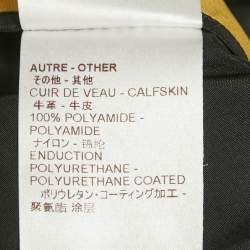 AUTRE - OTHER
その他 - 其他
CUIR DE VEAU - CALFSKIN
牛革 - 牛皮
100% POLYAMIDE -
POLYAMIDE
ナイロン - 锦纶
ENDUCTION
POLYURETHANE -
POLYURETHANE COATED
ポリウレタン・コーティング加工 -
聚氨酯 涂层